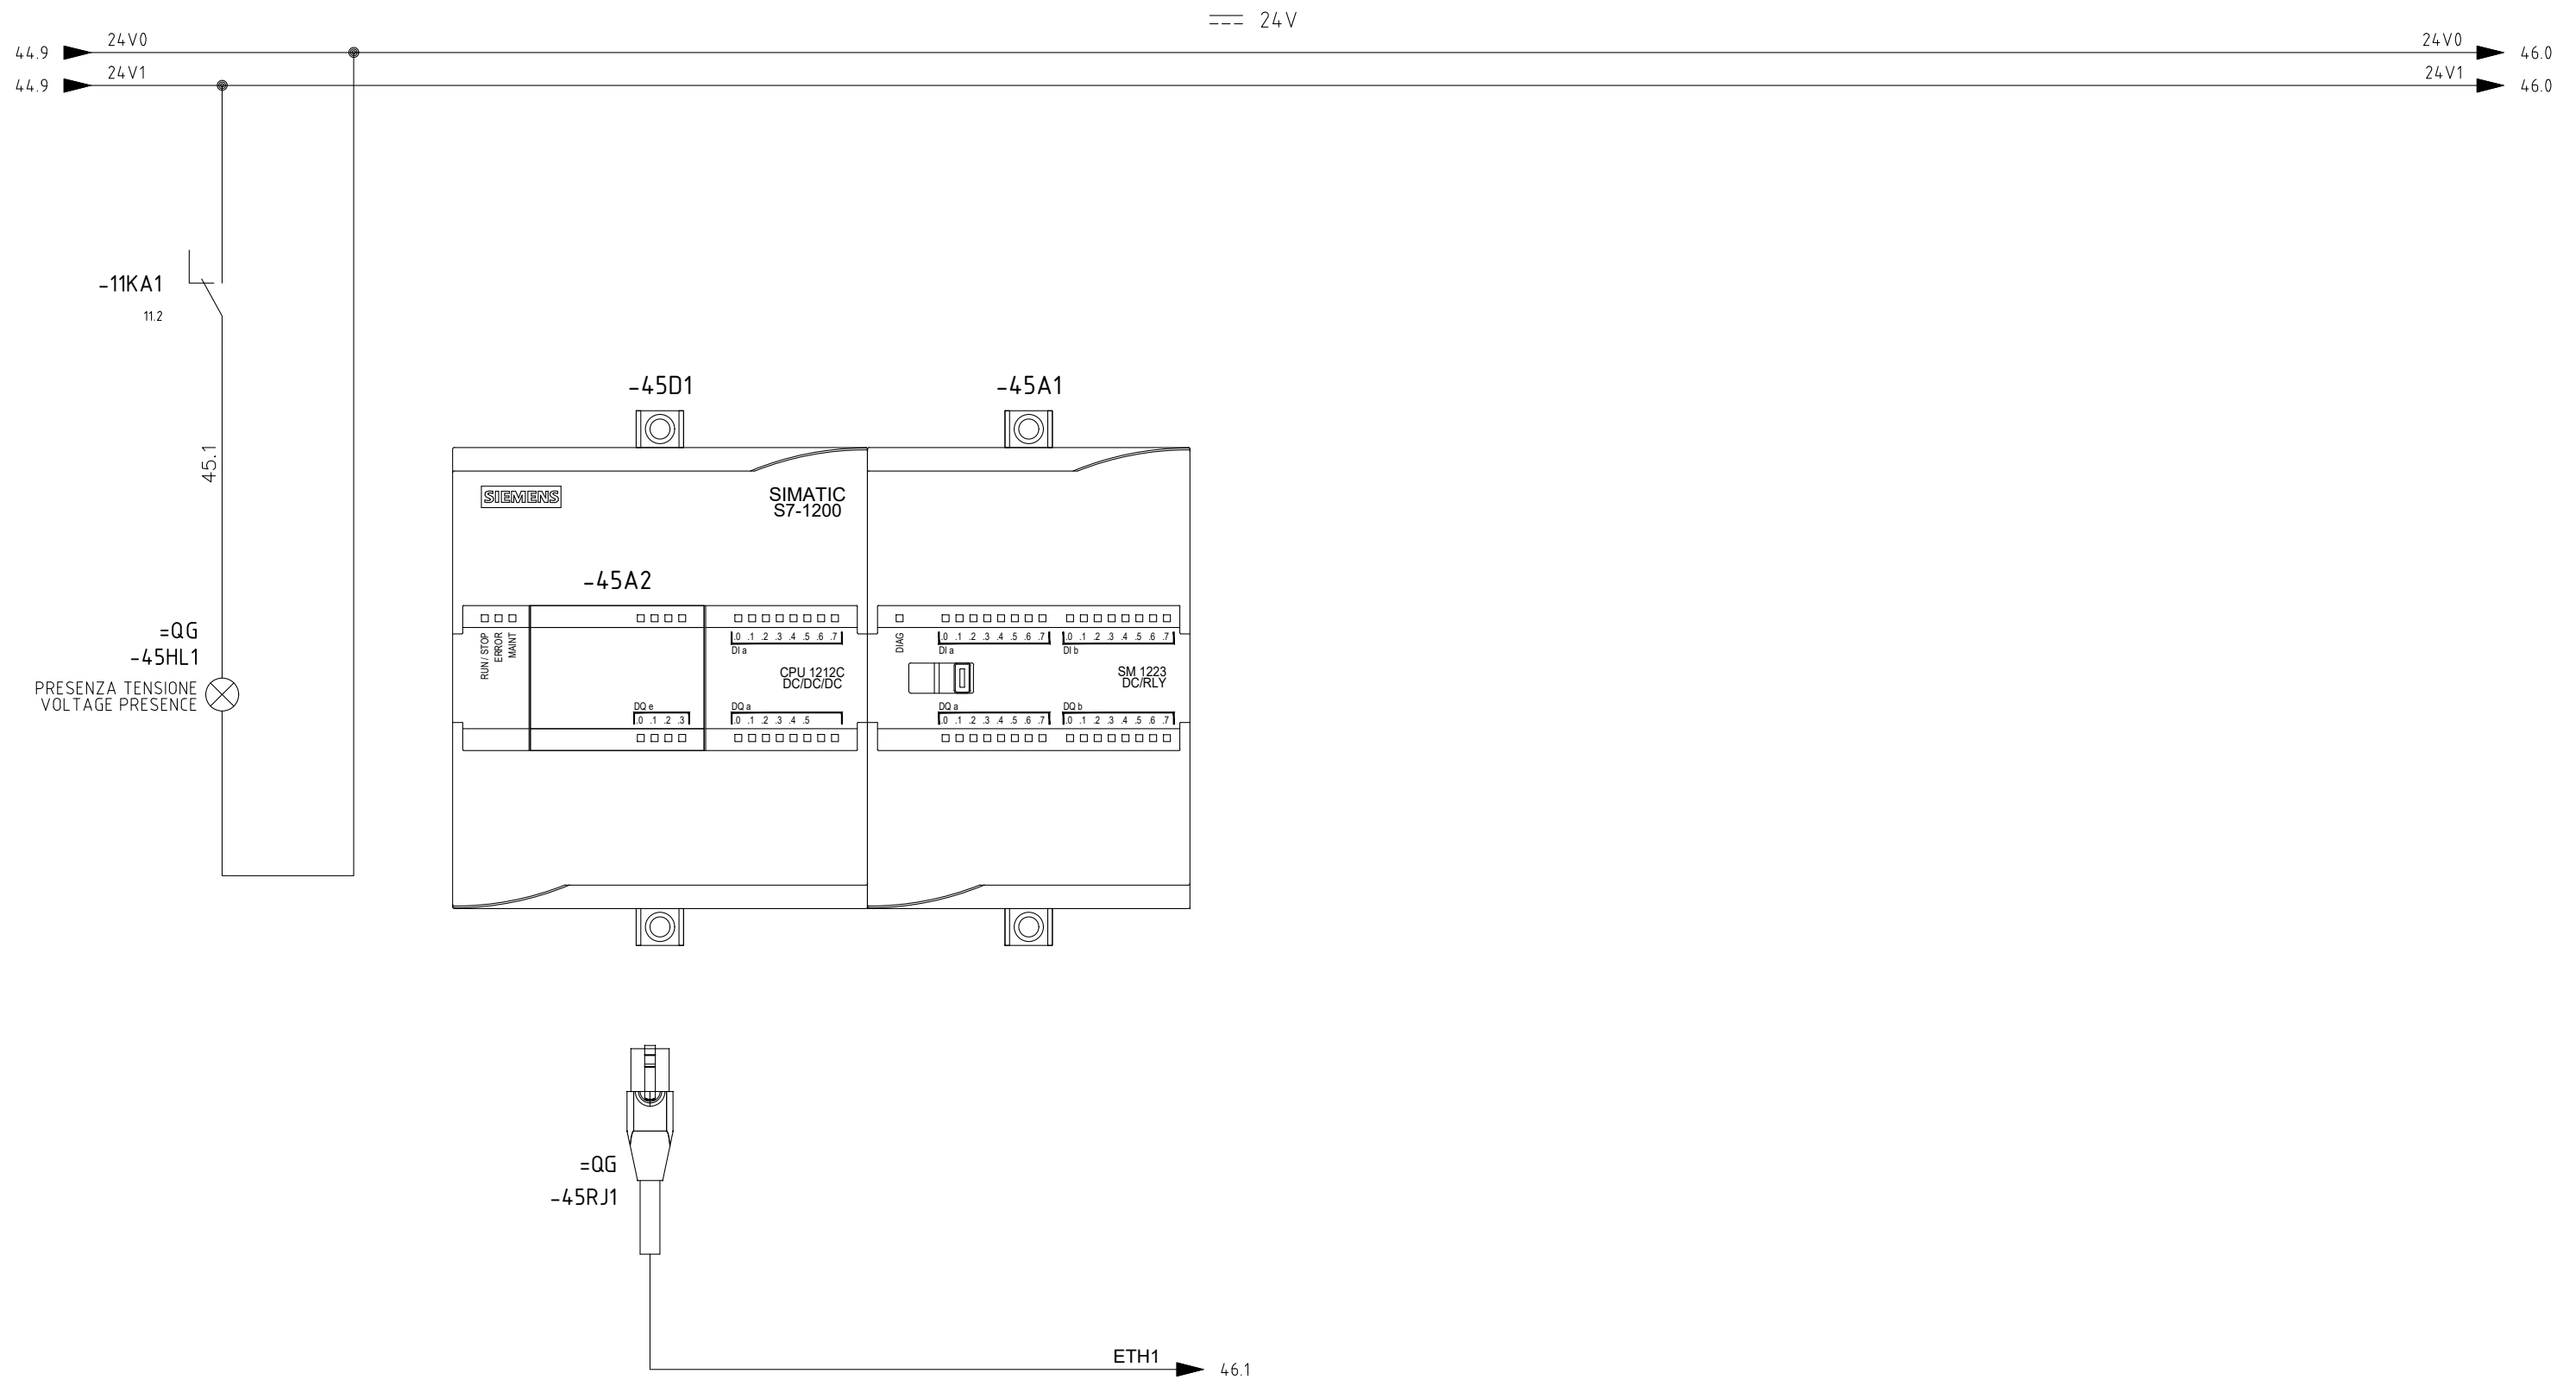 24V
44.9 24V0 24V0 46.0
44.9 24V1 24V1 46.0
-11KA1
11.2
-45D1 -45A1
45.1
SIEMENS
SIMATIC
S7-1200
-45A2
=QG
-45HL1
PRESENZA TENSIONE
VOLTAGE PRESENCE
RUN / STOP
ERROR
MAINT
.0 .1 .2 .3 .4 .5 .6 .7
DI a
CPU 1212C
DC/DC/DC
DQ e
.0 .1 .2 .3
DQ a
.0 .1 .2 .3 .4 .5
DIAG
.0 .1 .2 .3 .4 .5 .6 .7
DI a
.0 .1 .2 .3 .4 .5 .6 .7
DI b
SM 1223
DC/RLY
DQ a
.0 .1 .2 .3 .4 .5 .6 .7
DQ b
.0 .1 .2 .3 .4 .5 .6 .7
=QG
-45RJ1
ETH1 46.1